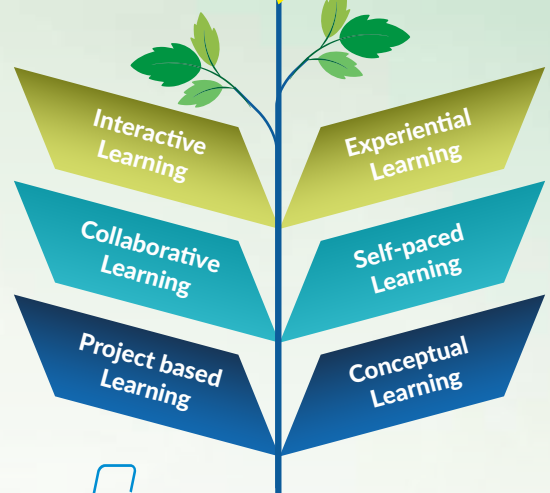 Interactive
Learning
Experiential
Learning
Collaborative
Learning
Self-paced
Learning
Project based
Learning
Conceptual
Learning